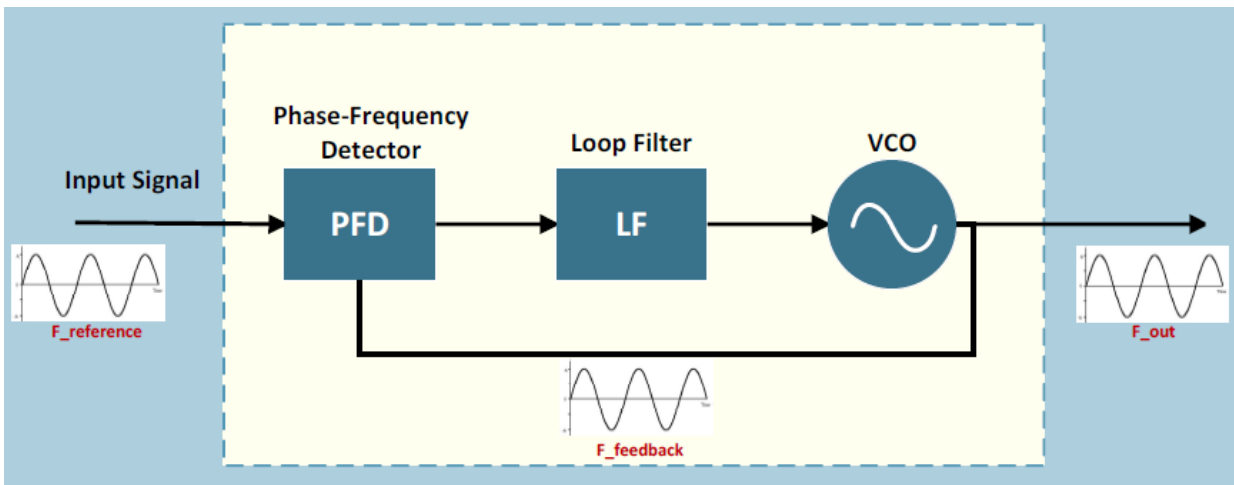 Phase-Frequency
Detector
Loop Filter
VCO
Input Signal
PFD
LF
F_reference
F_out
F_feedback